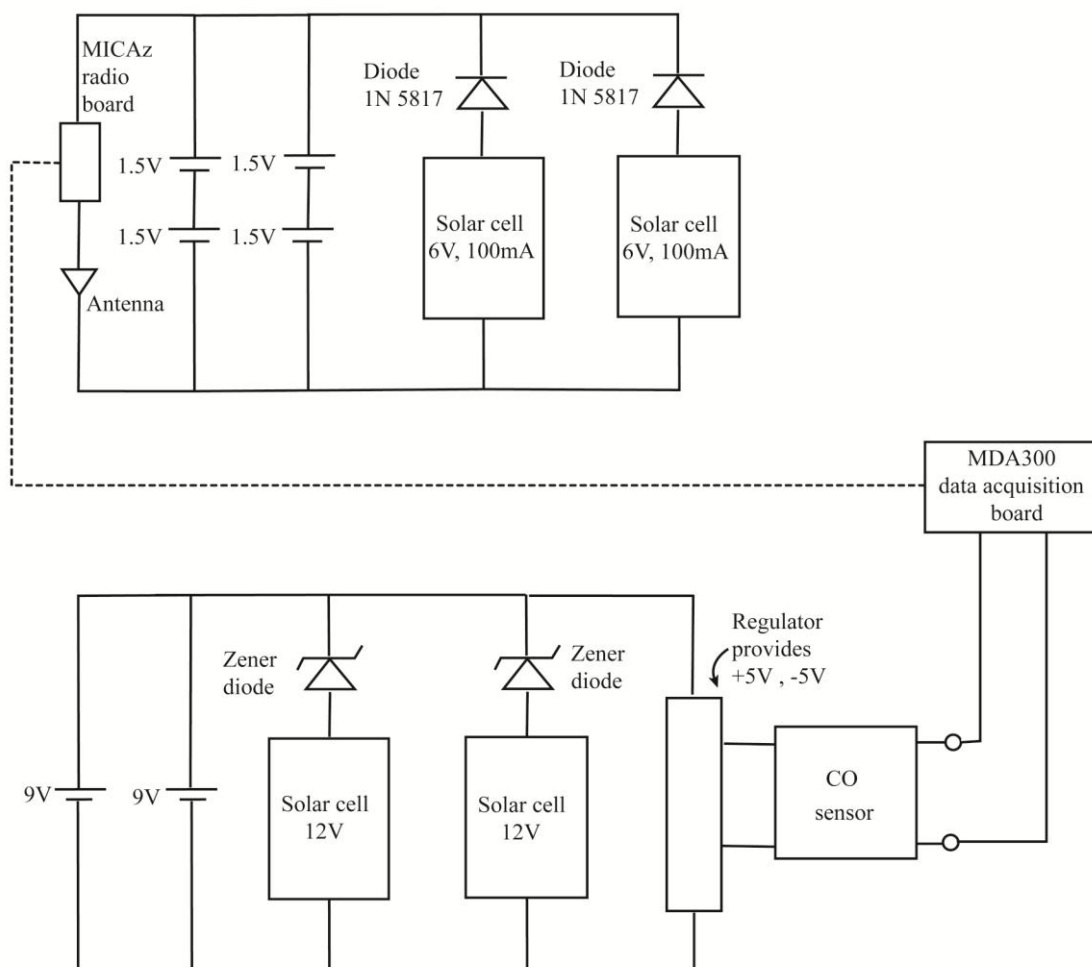 MICAz
radio
board
Diode
1N 5817
Diode
1N 5817
1.5V
1.5V
1.5V
1.5V
Solar cell
6V, 100mA
Solar cell
6V, 100mA
Antenna
MDA300
data acquisition
board
Zener
diode
Zener
diode
Regulator
provides
+5V , -5V
9V
9V
Solar cell
12V
Solar cell
12V
CO
sensor